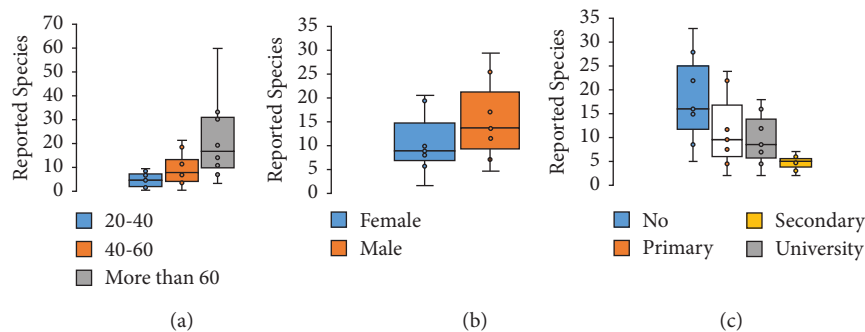 Reported Species
70
60
50
40
30
20
10
0
20-40
40-60
More than 60
(a)
Reported Species
35
30
25
20
15
10
5
0
Female
Male
(b)
Reported Species
35
30
25
20
15
10
5
0
No
Secondary
Primary
University
(c)